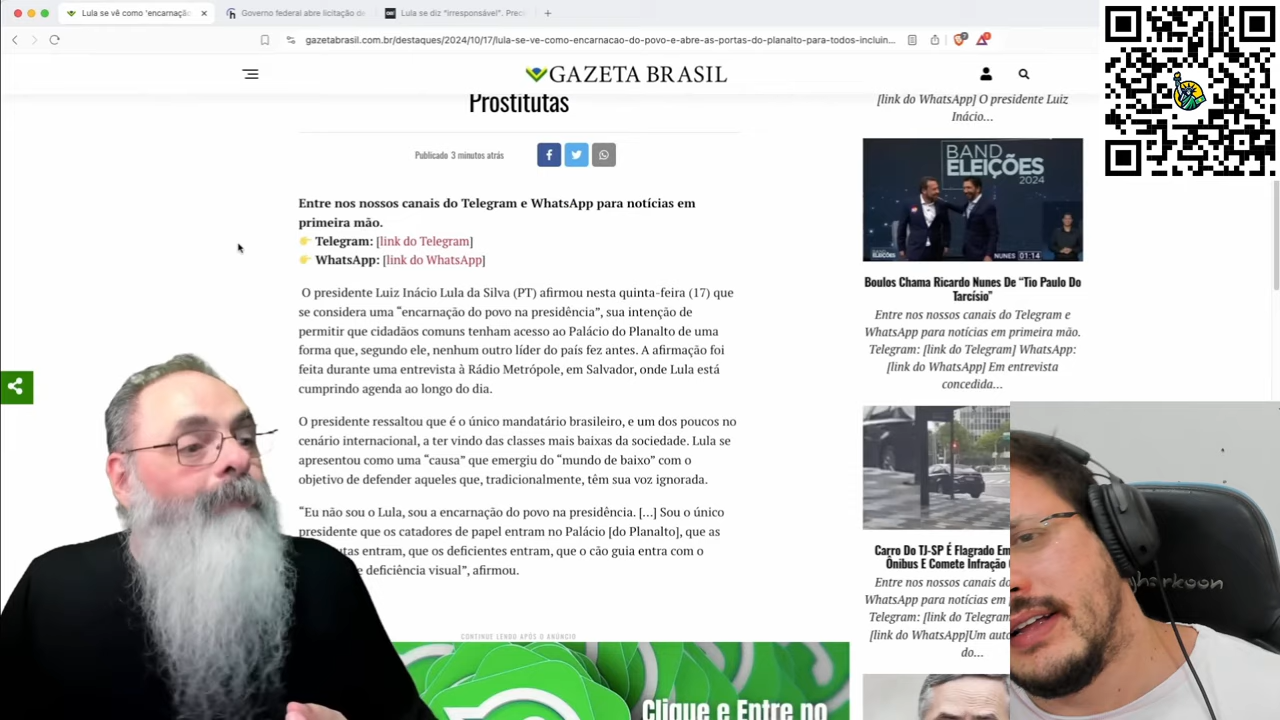 Lula se vê como 'encarnação
Governo federal abre licitação de
Lula se diz "irresponsável". Preci
gazetabrasil.com.br/destaques/2024/10/17/lula-se-ve-como-encarnacao-do-povo-e-abre-as-portas-do-planalto-para-todos-incluin...
GAZETA BRASIL
Prostitutas
Publicado 3 minutos atrás
Entre nos nossos canais do Telegram e WhatsApp para notícias em
primeira mão.
👉 Telegram: [link do Telegram]
👉 WhatsApp: [link do WhatsApp]
O presidente Luiz Inácio Lula da Silva (PT) afirmou nesta quinta-feira (17) que
se considera uma “encarnação do povo na presidência”, sua intenção de
permitir que cidadãos comuns tenham acesso ao Palácio do Planalto de uma
forma que, segundo ele, nenhum outro líder do país fez antes. A afirmação foi
feita durante uma entrevista à Rádio Metrópole, em Salvador, onde Lula está
cumprindo agenda ao longo do dia.
O presidente ressaltou que é o único mandatário brasileiro, e um dos poucos no
cenário internacional, a ter vindo das classes mais baixas da sociedade. Lula se
apresentou como uma “causa” que emergiu do “mundo de baixo” com o
objetivo de defender aqueles que, tradicionalmente, têm sua voz ignorada.
“Eu não sou o Lula, sou a encarnação do povo na presidência. [...] Sou o único
presidente que os catadores de papel entram no Palácio [do Planalto], que as
utas entram, que os deficientes entram, que o cão guia entra com o
e deficiência visual”, afirmou.
CONTINUE LENDO APÓS O ANÚNCIO
Clique e Entre no
[link do WhatsApp] O presidente Luiz
Inácio...
BAND
ELEIÇÕES
2024
ELEIÇÕES
NUNES 01:14
Boulos Chama Ricardo Nunes De “Tio Paulo Do
Tarcísio”
Entre nos nossos canais do Telegram e
WhatsApp para notícias em primeira mão.
Telegram: [link do Telegram] WhatsApp:
[link do WhatsApp] Em entrevista
concedida...
Carro Do TJ-SP É Flagrado Em
Ônibus E Comete Infração
Entre nos nossos canais do
WhatsApp para notícias em
Telegram: [link do Telegram]
[link do WhatsApp]Um auto
do...
sharkoon